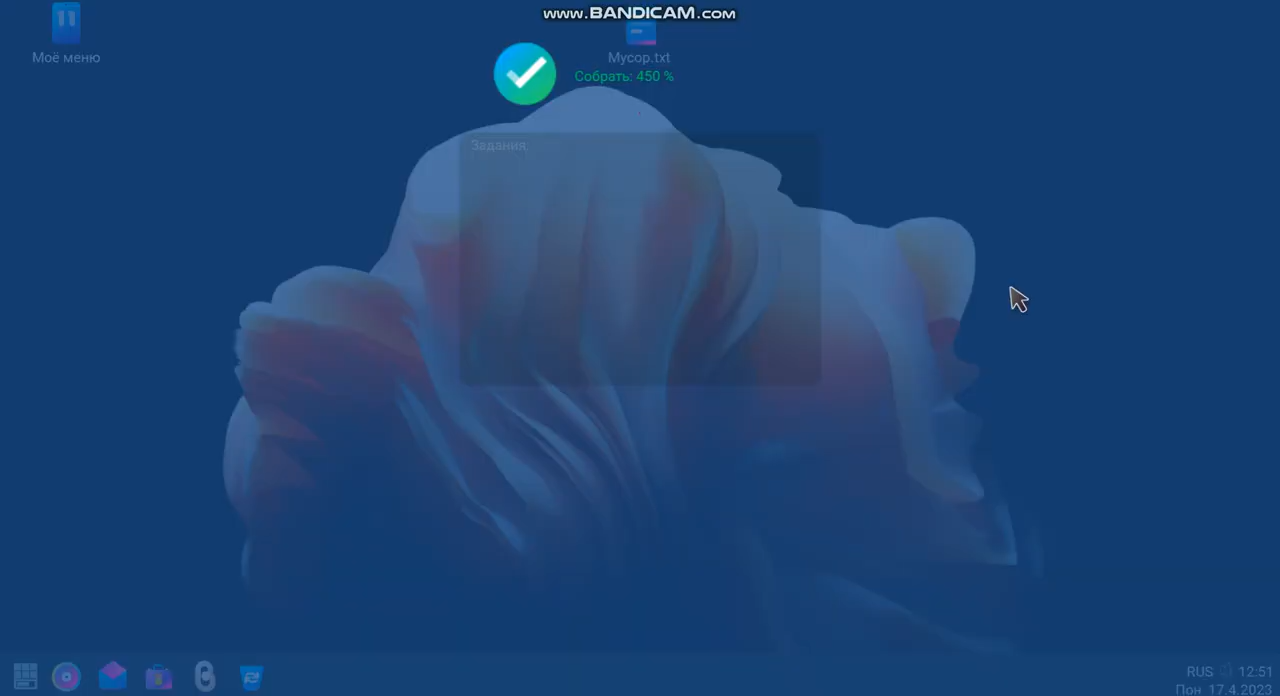 www.BANDICAM.com
Моё меню
Мусор.txt
Собрать: 450 %
Задания:
RUS 12:51
Пон 17.4.2023